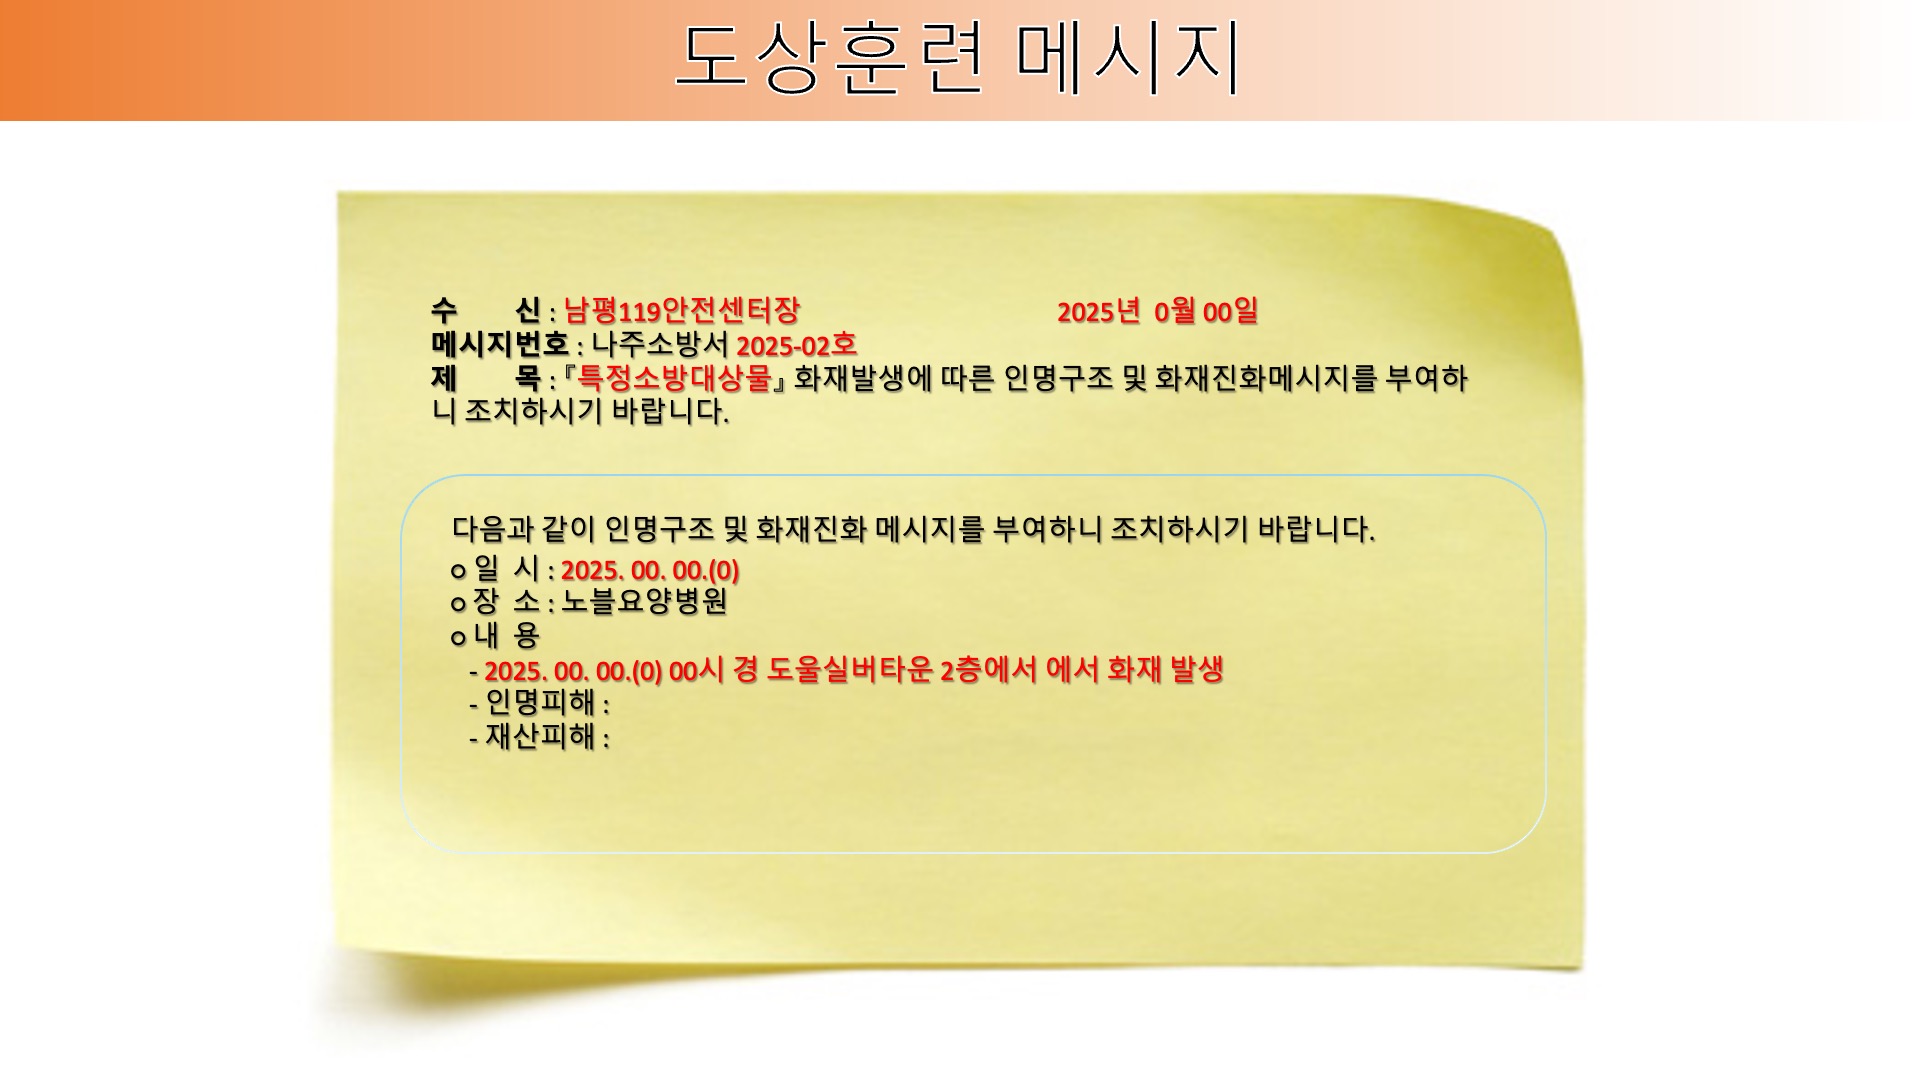 도상훈련 메시지
수 신 : 남평119안전센터장 2025년 0월 00일
메시지번호 : 나주소방서 2025-02호
제 목 : 『특정소방대상물』 화재발생에 따른 인명구조 및 화재진화메시지를 부여하
니 조치하시기 바랍니다.
다음과 같이 인명구조 및 화재진화 메시지를 부여하니 조치하시기 바랍니다.
o 일 시 : 2025. 00. 00.(0)
o 장 소 : 노블요양병원
o 내 용
- 2025. 00. 00.(0) 00시 경 도울실버타운 2층에서 에서 화재 발생
- 인명피해 :
- 재산피해 :